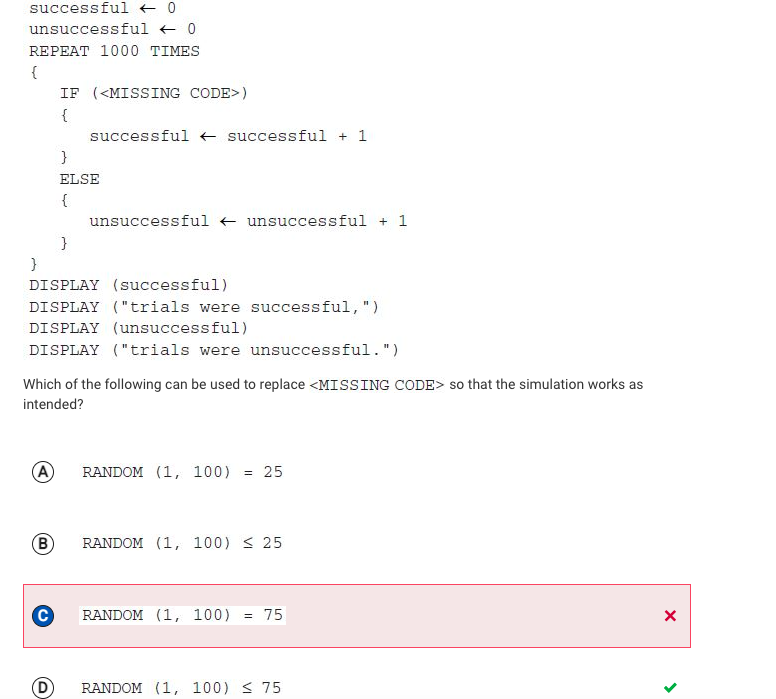 successful ← 0
unsuccessful ← 0
REPEAT 1000 TIMES
{
IF (<MISSING CODE>)
{
successful ← successful + 1
}
ELSE
{
unsuccessful ← unsuccessful + 1
}
}
DISPLAY (successful)
DISPLAY ("trials were successful,")
DISPLAY (unsuccessful)
DISPLAY ("trials were unsuccessful.")
Which of the following can be used to replace <MISSING CODE> so that the simulation works as
intended?
A RANDOM (1, 100) = 25
B RANDOM (1, 100) ≤ 25
C RANDOM (1, 100) = 75
D RANDOM (1, 100) ≤ 75